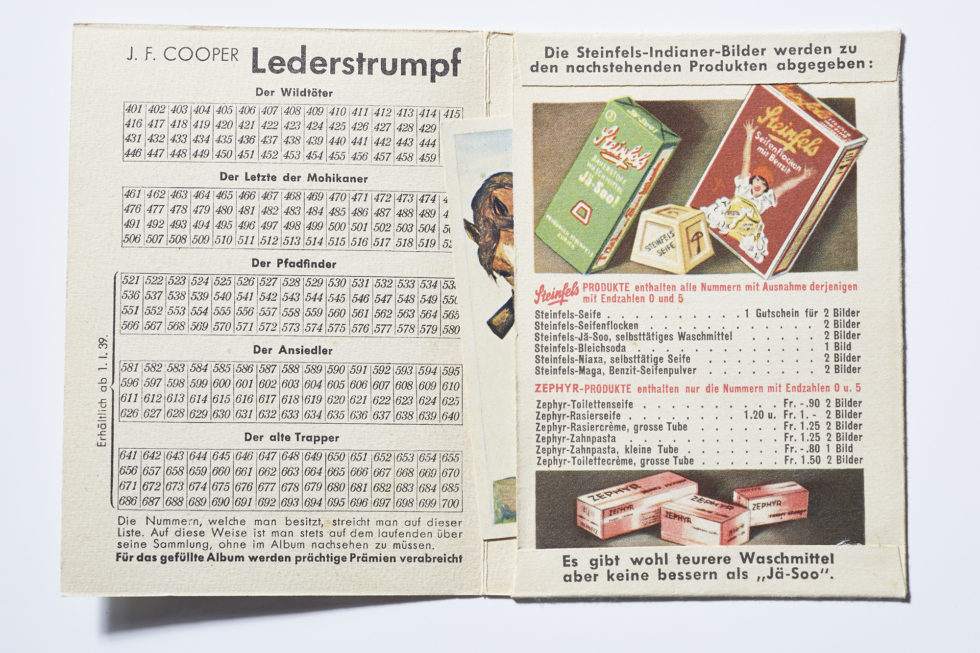 J. F. COOPER Lederstrumpf
Der Wildtöter
401 402 403 404 405 406 407 408 409 410 411 412 413 414 415
416 417 418 419 420 421 422 423 424 425 426 427 428 429
431 432 433 434 435 436 437 438 439 440 441 442 443 444
446 447 448 449 450 451 452 453 454 455 456 457 458 459
Der Letzte der Mohikaner
461 462 463 464 465 466 467 468 469 470 471 472 473 474
476 477 478 479 480 481 482 483 484 485 486 487 488 489
491 492 493 494 495 496 497 498 499 500 501 502 503 504
506 507 508 509 510 511 512 513 514 515 516 517 518 519
Der Pfadfinder
521 522 523 524 525 526 527 528 529 530 531 532 533 534
536 537 538 539 540 541 542 543 544 545 546 547 548 549
551 552 553 554 555 556 557 558 559 560 561 562 563 564 565
566 567 568 569 570 571 572 573 574 575 576 577 578 579 580
Der Ansiedler
581 582 583 584 585 586 587 588 589 590 591 592 593 594 595
596 597 598 599 600 601 602 603 604 605 606 607 608 609 610
611 612 613 614 615 616 617 618 619 620 621 622 623 624 625
626 627 628 629 630 631 632 633 634 635 636 637 638 639 640
Der alte Trapper
641 642 643 644 645 646 647 648 649 650 651 652 653 654 655
656 657 658 659 660 661 662 663 664 665 666 667 668 669 670
671 672 673 674 675 676 677 678 679 680 681 682 683 684 685
686 687 688 689 690 691 692 693 694 695 696 697 698 699 700
Erhältlich ab 1. I. 39.
Die Nummern, welche man besitzt, streicht man auf dieser
Liste. Auf diese Weise ist man stets auf dem laufenden über
seine Sammlung, ohne im Album nachsehen zu müssen.
Für das gefüllte Album werden prächtige Prämien verabreicht
Die Steinfels-Indianer-Bilder werden zu
den nachstehenden Produkten abgegeben:
Jä-Soo!
Steinfels
Jä-Soo!
STEINFELS
SEIFE
Steinfels
Seifenflocken
mit Benzit
Steinfels PRODUKTE enthalten alle Nummern mit Ausnahme derjenigen
mit Endzahlen 0 und 5
Steinfels-Seife . . . . . . . . . 1 Gutschein für 2 Bilder
Steinfels-Seifenflocken . . . . . . . . . 2 Bilder
Steinfels-Jä-Soo, selbsttätiges Waschmittel . . . . . 2 Bilder
Steinfels-Bleichsoda . . . . . . . . . 1 Bild
Steinfels-Niaxa, selbsttätige Seife . . . . . . 2 Bilder
Steinfels-Maga, Benzit-Seifenpulver . . . . . . 2 Bilder
ZEPHYR-PRODUKTE enthalten nur die Nummern mit Endzahlen 0 u. 5
Zephyr-Toilettenseife . . . . . . . . Fr. -.90 2 Bilder
Zephyr-Rasierseife . . . . . . 1.20 u. Fr. 1. - 2 Bilder
Zephyr-Rasiercrème, grosse Tube . . . . . Fr. 1.25 2 Bilder
Zephyr-Zahnpasta . . . . . . . . . Fr. 1.25 2 Bilder
Zephyr-Zahnpasta, kleine Tube . . . . . . Fr. -.80 1 Bild
Zephyr-Toilettecrème, grosse Tube . . . . . Fr. 1.50 2 Bilder
ZEPHYR
ZEPHYR
ZEPHYR
Es gibt wohl teurere Waschmittel
aber keine bessern als „Jä-Soo".